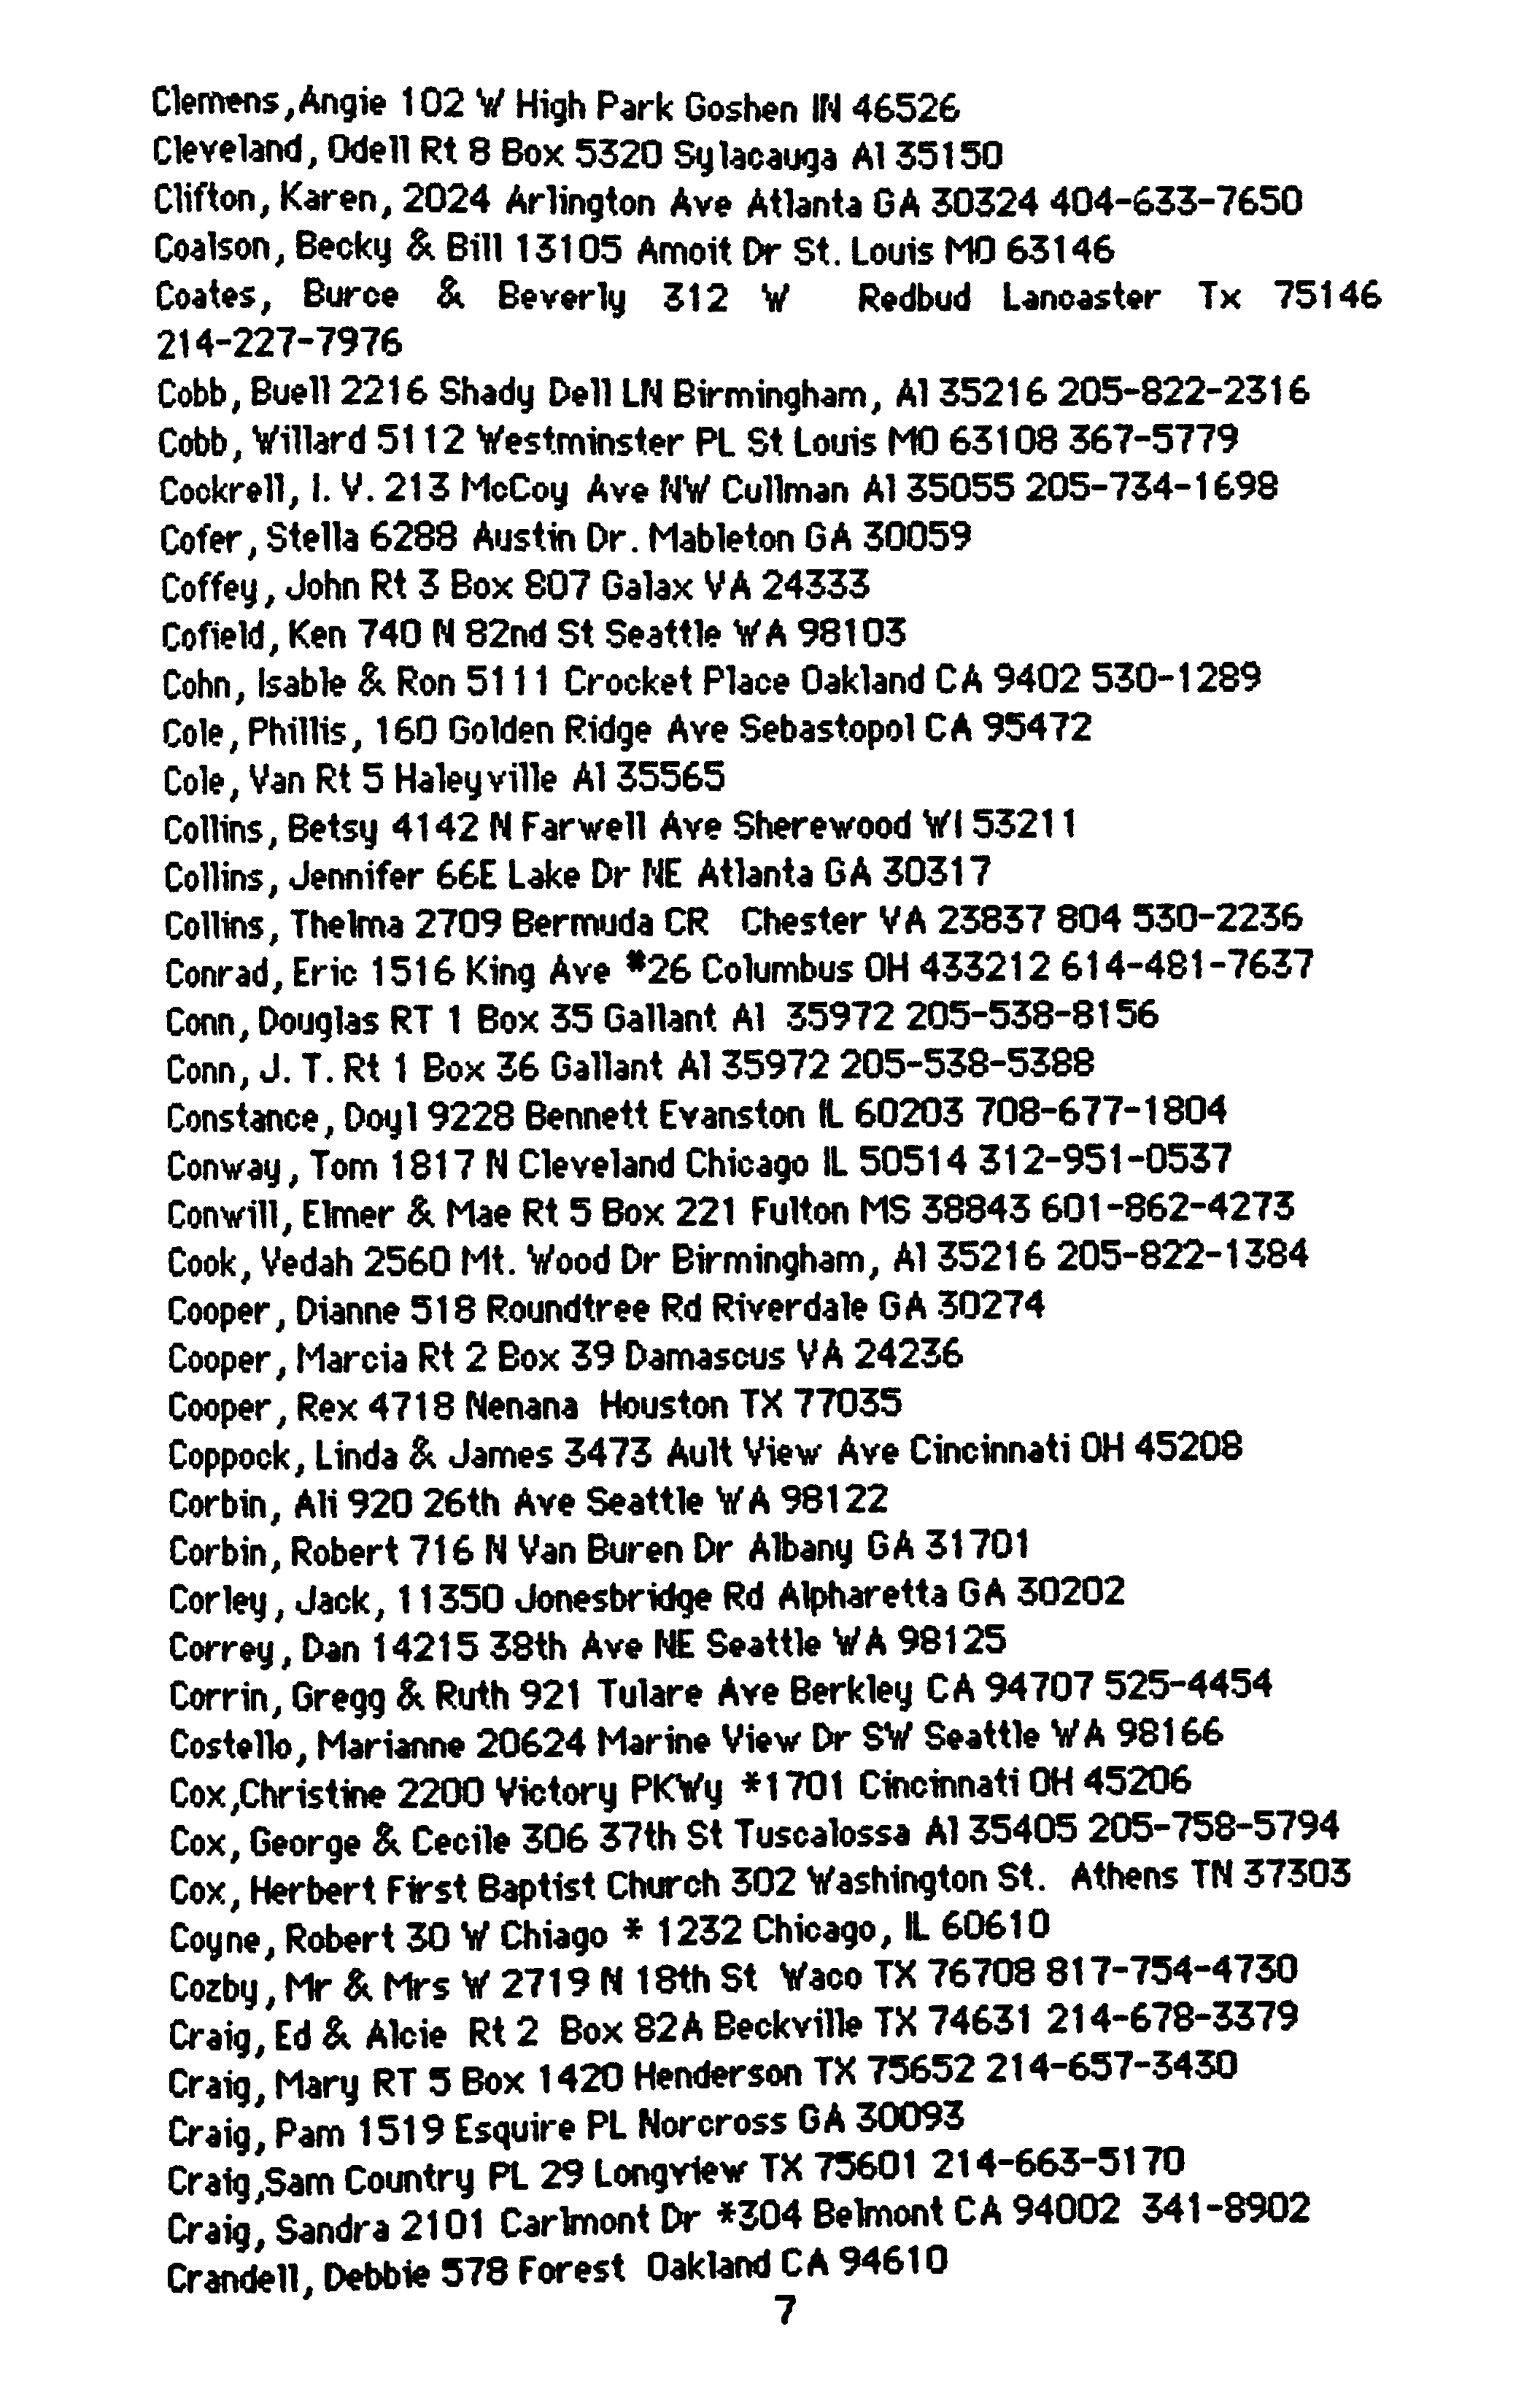 Clemens,Angie 102 W High Park Goshen IN 46526
Cleveland, Odell Rt 8 Box 5320 Sylacauga Al 35150
Clifton, Karen, 2024 Arlington Ave Atlanta GA 30324 404-633-7650
Coalson, Becky & Bill 13105 Amoit Dr St. Louis MO 63146
Coates, Burce & Beverly 312 W Redbud Lancaster Tx 75146
214-227-7976
Cobb, Buell 2216 Shady Dell LN Birmingham, Al 35216 205-822-2316
Cobb, Willard 5112 Westminster PL St Louis MO 63108 367-5779
Cockrell, I. V. 213 McCoy Ave NW Cullman Al 35055 205-734-1698
Cofer, Stella 6288 Austin Dr. Mableton GA 30059
Coffey, John Rt 3 Box 807 Galax VA 24333
Cofield, Ken 740 N 82nd St Seattle WA 98103
Cohn, Isable & Ron 5111 Crocket Place Oakland CA 9402 530-1289
Cole, Phillis, 160 Golden Ridge Ave Sebastopol CA 95472
Cole, Van Rt 5 Haleyville Al 35565
Collins, Betsy 4142 N Farwell Ave Sherewood WI 53211
Collins, Jennifer 66E Lake Dr NE Atlanta GA 30317
Collins, Thelma 2709 Bermuda CR Chester VA 23837 804 530-2236
Conrad, Eric 1516 King Ave #26 Columbus OH 433212 614-481-7637
Conn, Douglas RT 1 Box 35 Gallant Al 35972 205-538-8156
Conn, J. T. Rt 1 Box 36 Gallant Al 35972 205-538-5388
Constance, Doyl 9228 Bennett Evanston IL 60203 708-677-1804
Conway, Tom 1817 N Cleveland Chicago IL 50514 312-951-0537
Conwill, Elmer & Mae Rt 5 Box 221 Fulton MS 38843 601-862-4273
Cook, Vedah 2560 Mt. Wood Dr Birmingham, Al 35216 205-822-1384
Cooper, Dianne 518 Roundtree Rd Riverdale GA 30274
Cooper, Marcia Rt 2 Box 39 Damascus VA 24236
Cooper, Rex 4718 Nenana Houston TX 77035
Coppock, Linda & James 3473 Ault View Ave Cincinnati OH 45208
Corbin, Ali 920 26th Ave Seattle WA 98122
Corbin, Robert 716 N Van Buren Dr Albany GA 31701
Corley, Jack, 11350 Jonesbridge Rd Alpharetta GA 30202
Correy, Dan 14215 38th Ave NE Seattle WA 98125
Corrin, Gregg & Ruth 921 Tulare Ave Berkley CA 94707 525-4454
Costello, Marianne 20624 Marine View Dr SW Seattle WA 98166
Cox,Christine 2200 Victory PKWy #1701 Cincinnati OH 45206
Cox, George & Cecile 306 37th St Tuscalossa Al 35405 205-758-5794
Cox, Herbert First Baptist Church 302 Washington St. Athens TN 37303
Coyne, Robert 30 W Chiago # 1232 Chicago, IL 60610
Cozby, Mr & Mrs W 2719 N 18th St Waco TX 76708 817-754-4730
Craig, Ed & Alcie Rt 2 Box 82A Beckville TX 74631 214-678-3379
Craig, Mary RT 5 Box 1420 Henderson TX 75652 214-657-3430
Craig, Pam 1519 Esquire PL Norcross GA 30093
Craig,Sam Country PL 29 Longview TX 75601 214-663-5170
Craig, Sandra 2101 Carlmont Dr #304 Belmont CA 94002 341-8902
Crandell, Debbie 578 Forest Oakland CA 94610
7